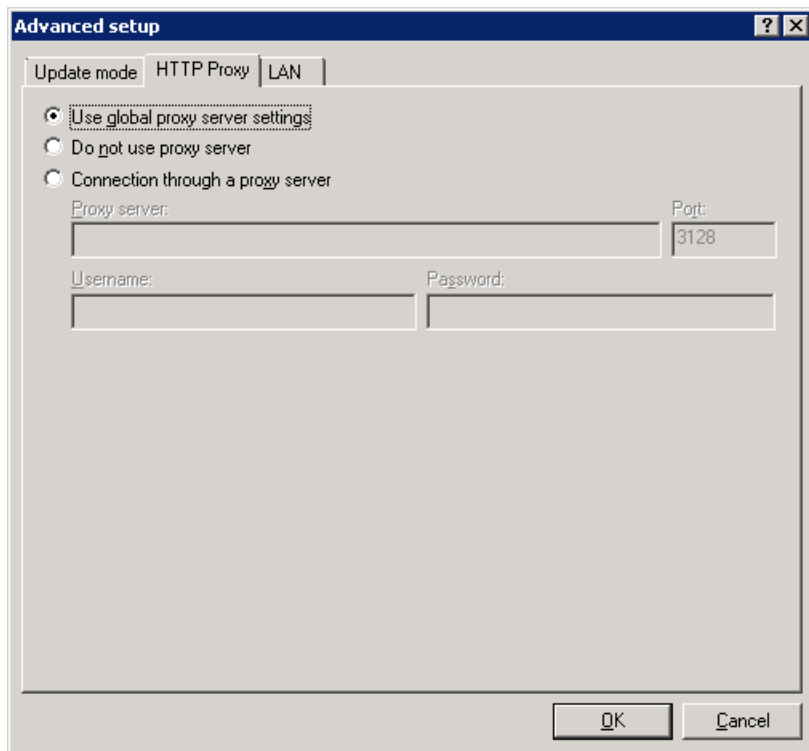 Advanced setup
Update mode HTTP Proxy LAN
Use global proxy server settings
Do not use proxy server
Connection through a proxy server
Proxy server: Port:
3128
Username: Password:
OK Cancel